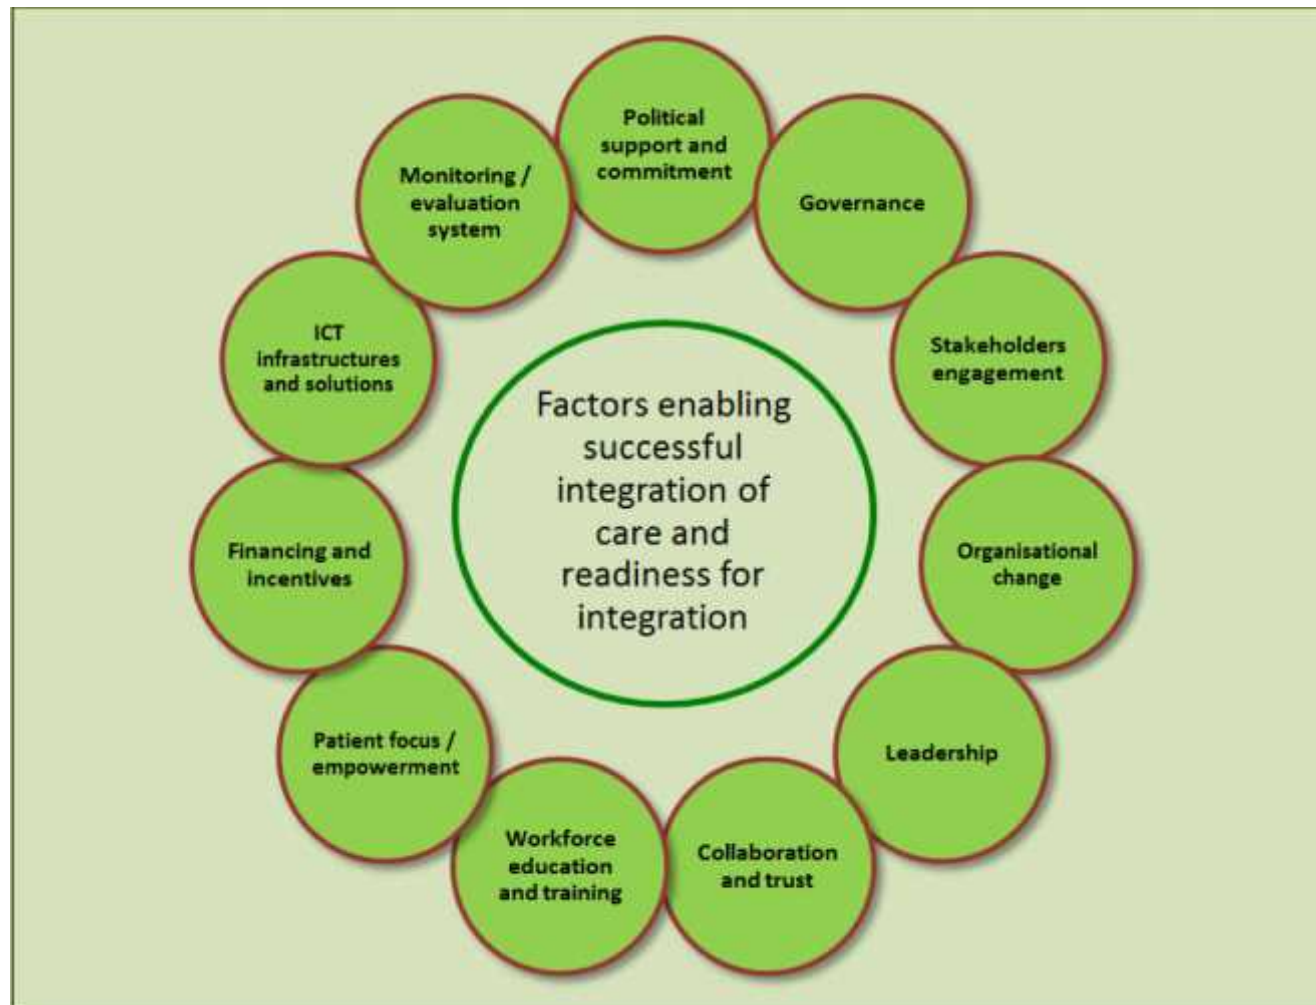 Political
support and
commitment
Governance
Stakeholders
engagement
Organisational
change
Leadership
Collaboration
and trust
Workforce
education
and training
Patient focus /
empowerment
Financing and
incentives
ICT
infrastructures
and solutions
Monitoring /
evaluation
system
Factors enabling
successful
integration of
care and
readiness for
integration